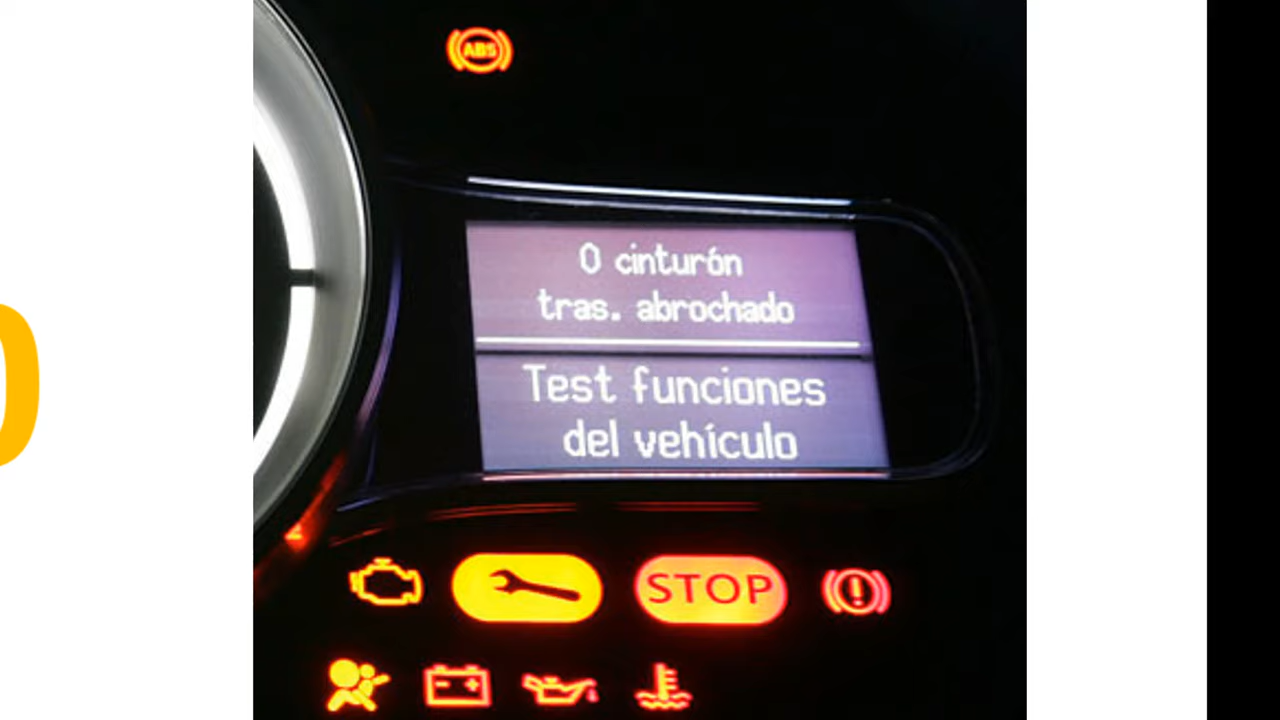 ABS
0 cinturón
tras. abrochado
Test funciones
del vehículo
STOP